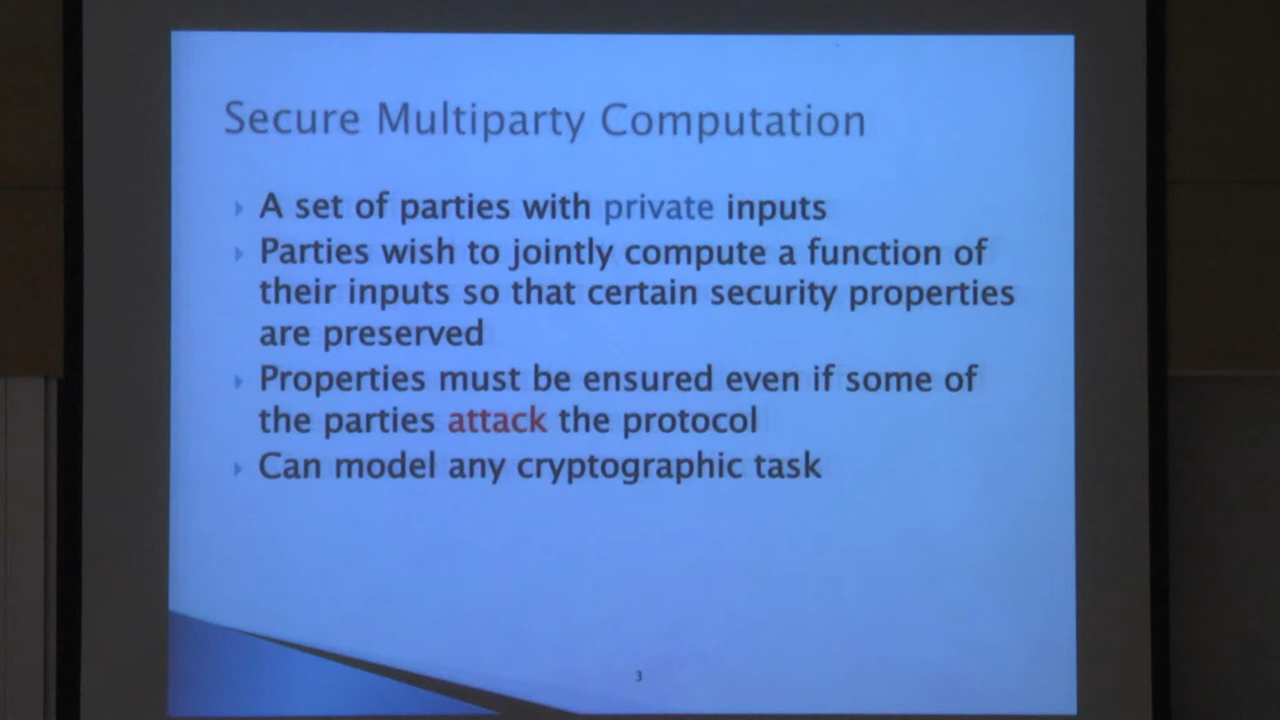 Secure Multiparty Computation
A set of parties with private inputs
Parties wish to jointly compute a function of
their inputs so that certain security properties
are preserved
Properties must be ensured even if some of
the parties attack the protocol
Can model any cryptographic task
3